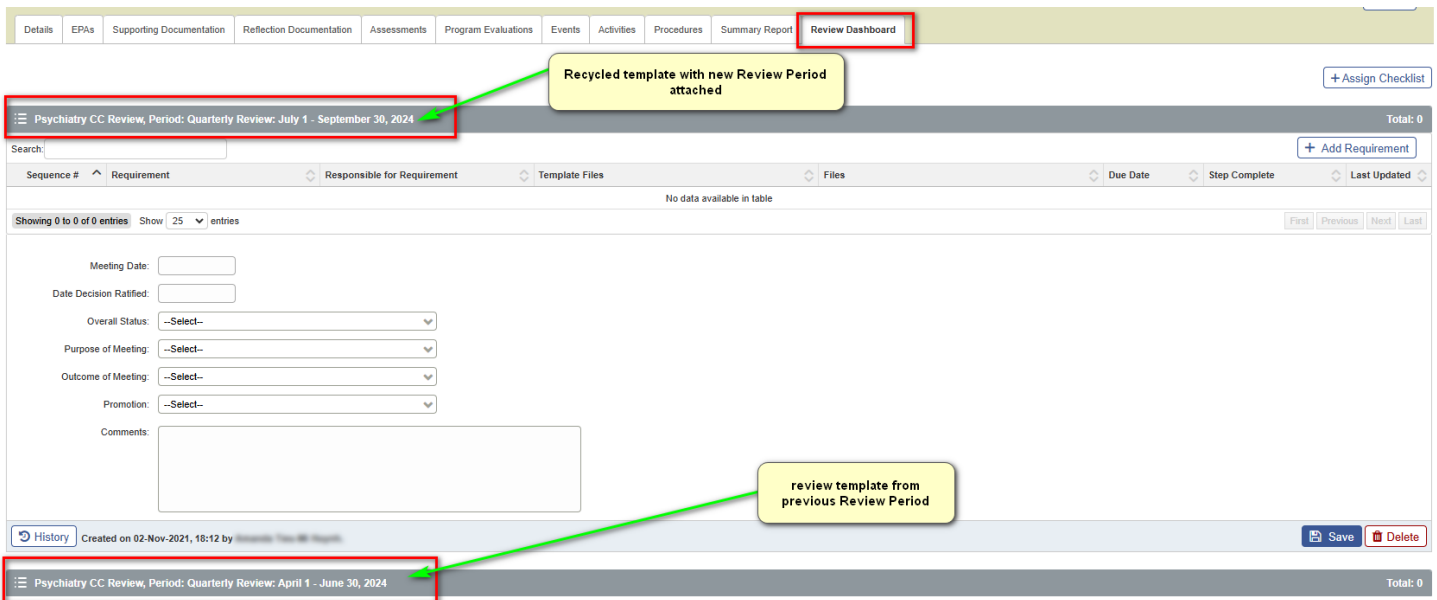 Details EPAs Supporting Documentation Reflection Documentation Assessments Program Evaluations Events Activities Procedures Summary Report Review Dashboard
Recycled template with new Review Period
attached
+ Assign Checklist
Psychiatry CC Review, Period: Quarterly Review: July 1 - September 30, 2024 Total: 0
Search: + Add Requirement
Sequence # Requirement Responsible for Requirement Template Files Files Due Date Step Complete Last Updated
No data available in table
Showing 0 to 0 of 0 entries Show 25 entries First Previous Next Last
Meeting Date:
Date Decision Ratified:
Overall Status: --Select--
Purpose of Meeting: --Select--
Outcome of Meeting: --Select--
Promotion: --Select--
Comments:
review template from
previous Review Period
History Created on 02-Nov-2021, 18:12 by Save Delete
Psychiatry CC Review, Period: Quarterly Review: April 1 - June 30, 2024 Total: 0